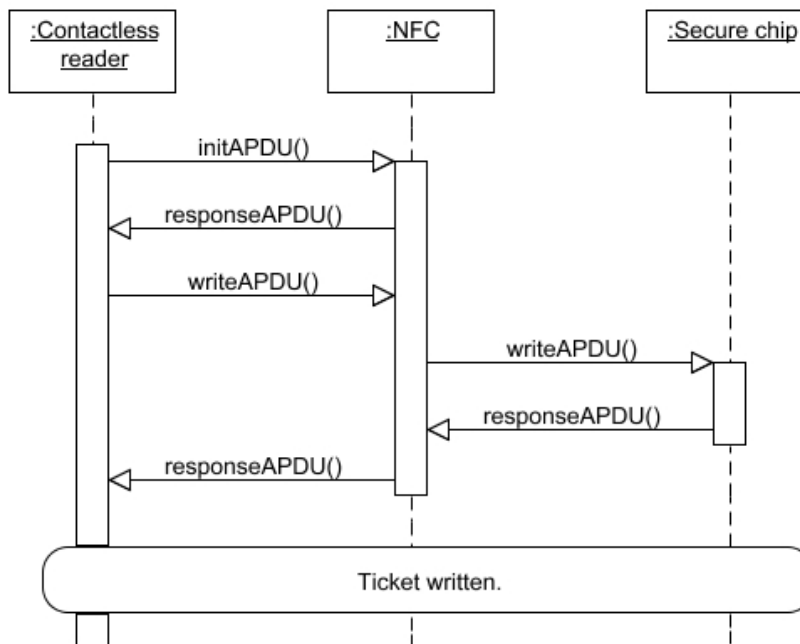 :Contactless
reader
:NFC
:Secure chip
initAPDU()
responseAPDU()
writeAPDU()
writeAPDU()
responseAPDU()
responseAPDU()
Ticket written.